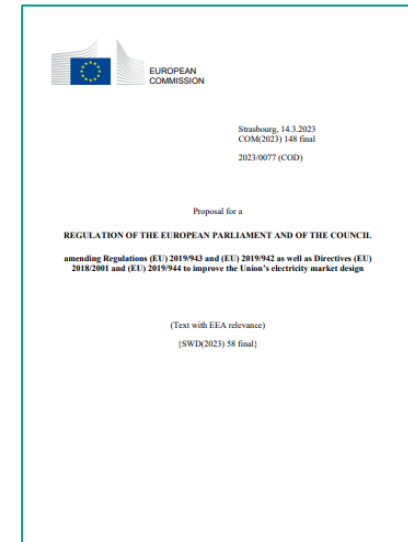 EUROPEAN
COMMISSION
Strasbourg, 14.3.2023
COM(2023) 148 final
2023/0077 (COD)
Proposal for a
REGULATION OF THE EUROPEAN PARLIAMENT AND OF THE COUNCIL
amending Regulations (EU) 2019/943 and (EU) 2019/942 as well as Directives (EU)
2018/2001 and (EU) 2019/944 to improve the Union's electricity market design
(Text with EEA relevance)
{SWD(2023) 58 final}